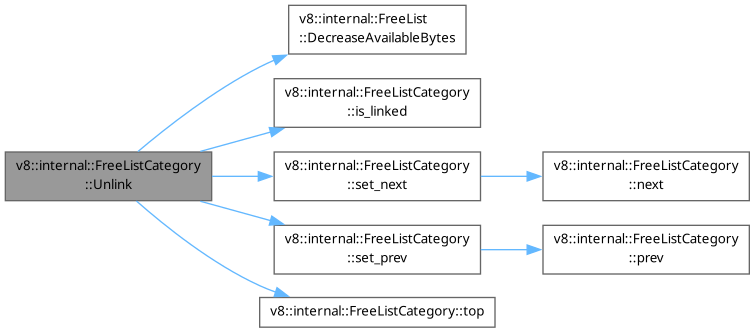 v8::internal::FreeList
::DecreaseAvailableBytes
v8::internal::FreeListCategory
::is_linked
v8::internal::FreeListCategory
::Unlink
v8::internal::FreeListCategory
::set_next
v8::internal::FreeListCategory
::next
v8::internal::FreeListCategory
::set_prev
v8::internal::FreeListCategory
::prev
v8::internal::FreeListCategory::top